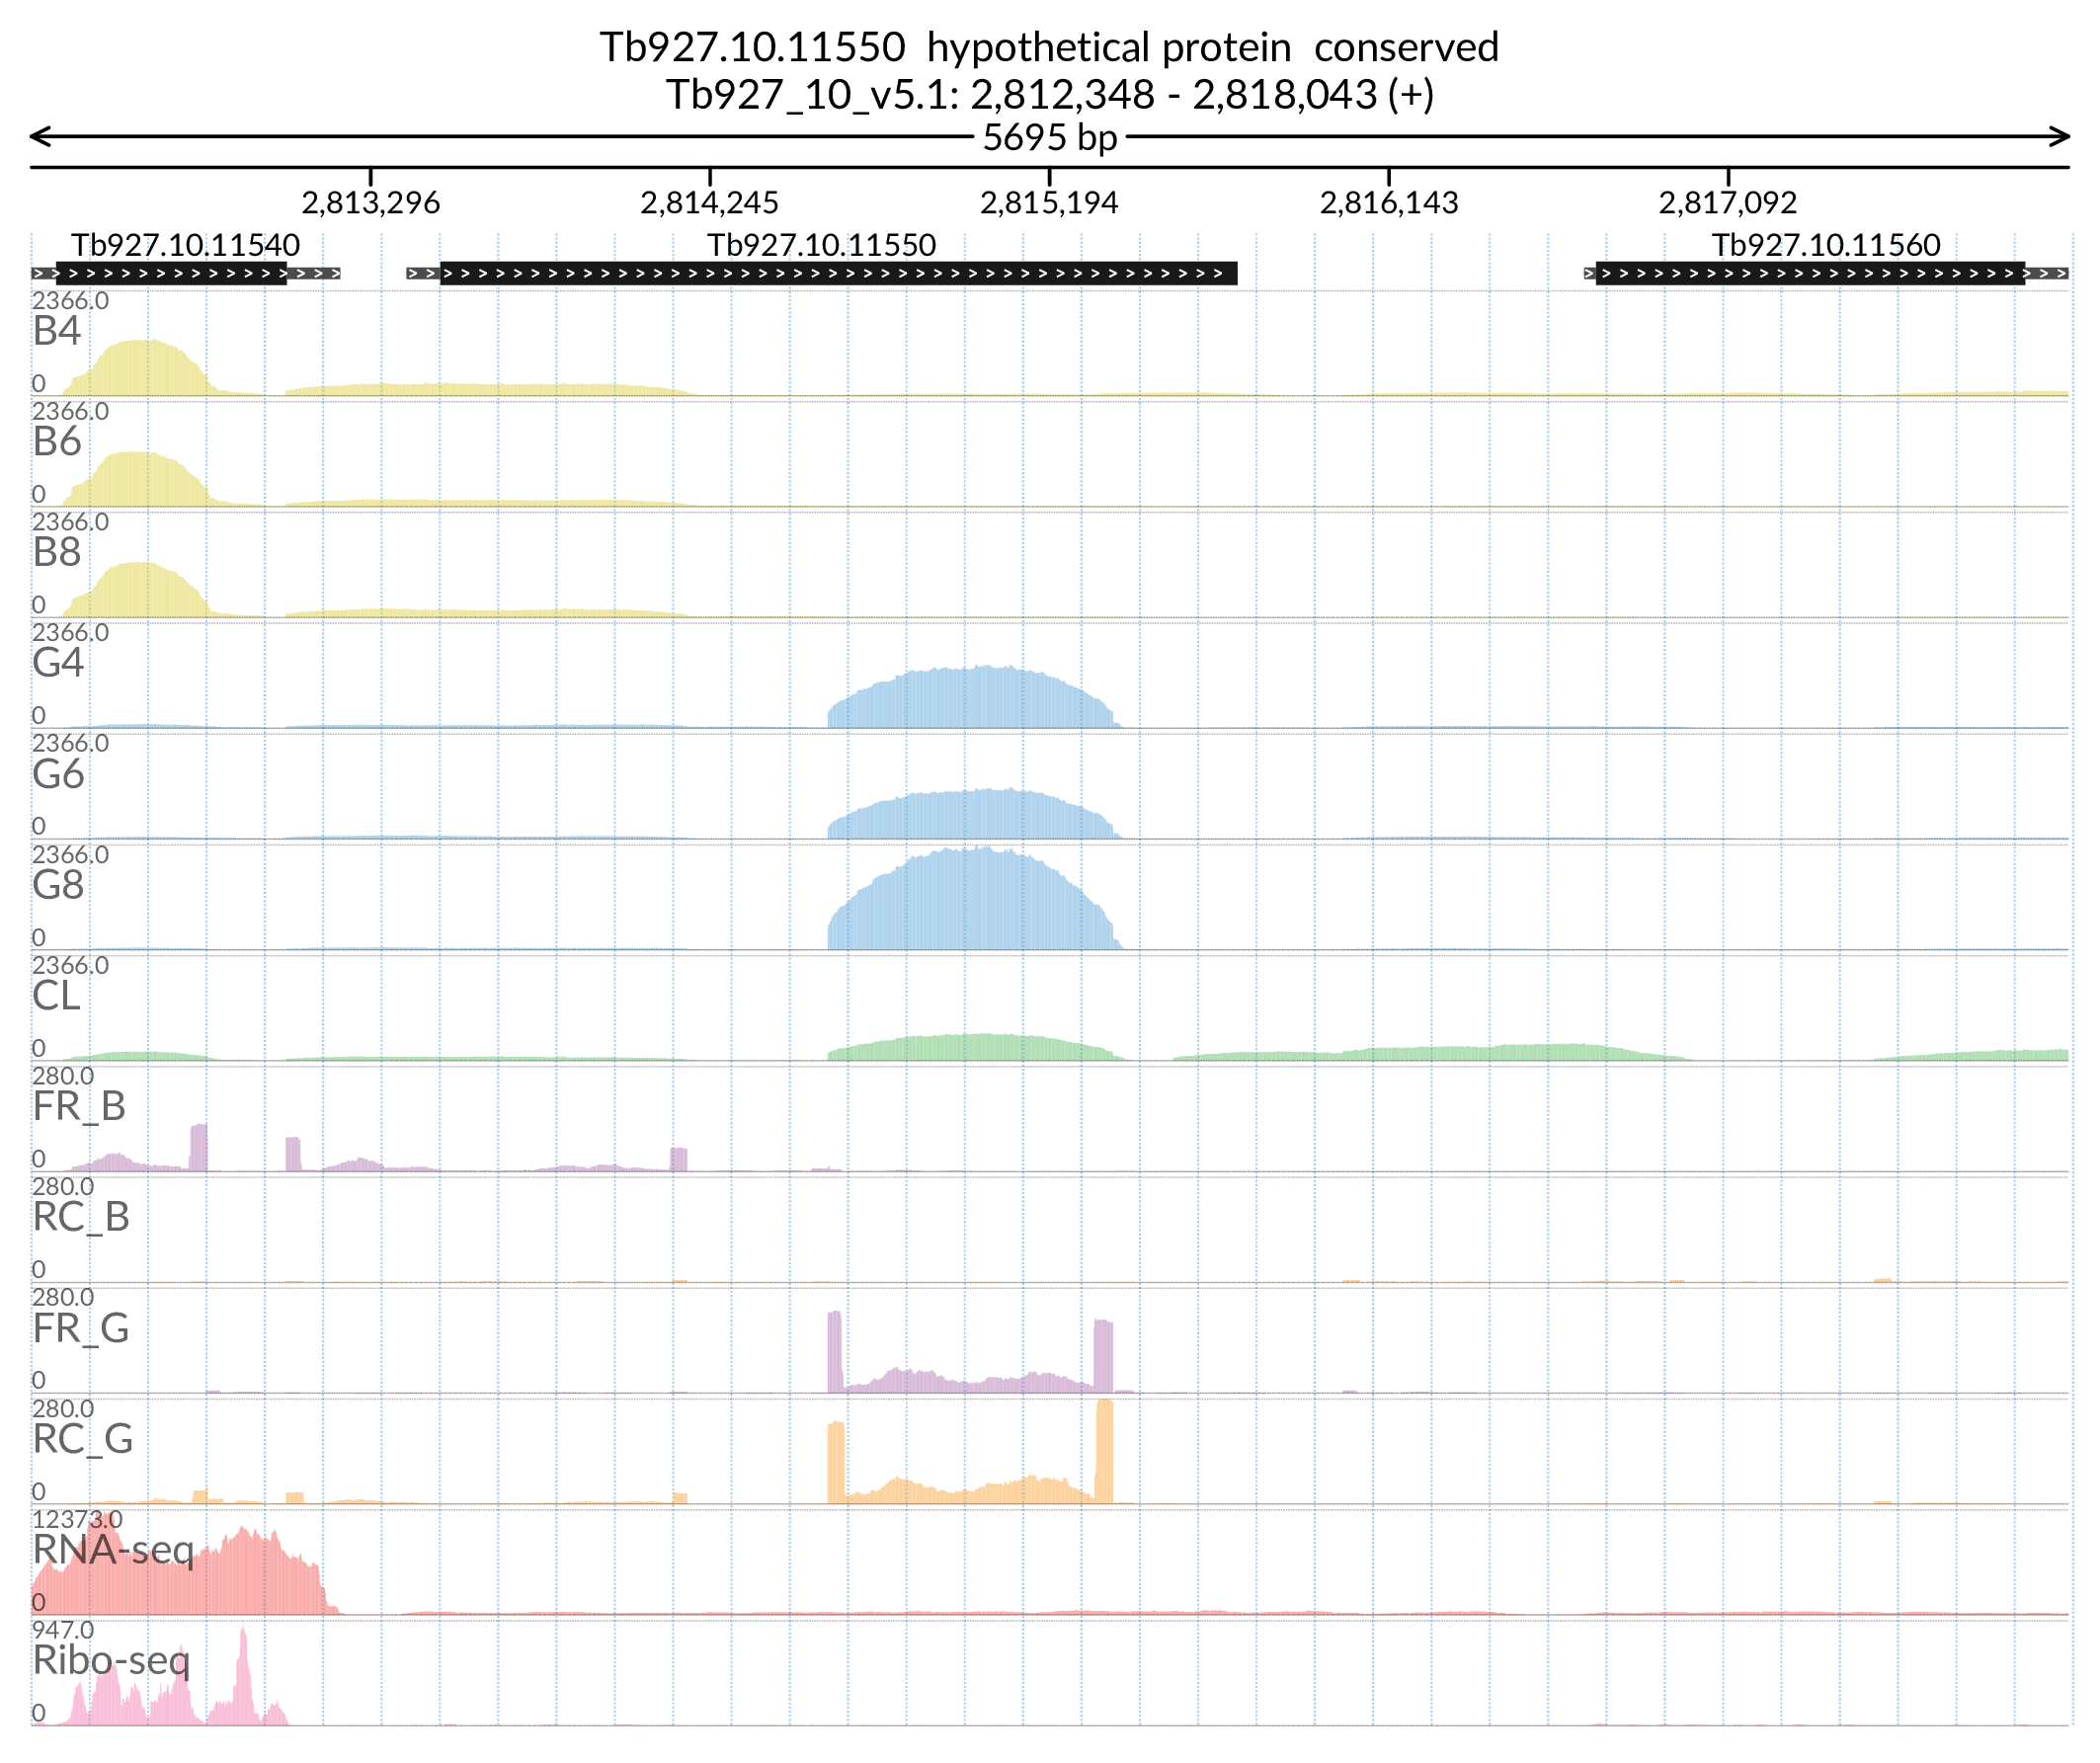 Tb927.10.11550 hypothetical protein conserved
Tb927_10_v5.1: 2,812,348 - 2,818,043 (+)
5695 bp
2,813,296 2,814,245 2,815,194 2,816,143 2,817,092
Tb927.10.11540 Tb927.10.11550 Tb927.10.11560
2366.0
B4
0
2366.0
B6
0
2366.0
B8
0
2366.0
G4
0
2366.0
G6
0
2366.0
G8
0
2366.0
CL
0
280.0
FR_B
0
280.0
RC_B
0
280.0
FR_G
0
280.0
RC_G
0
12373.0
RNA-seq
0
947.0
Ribo-seq
0